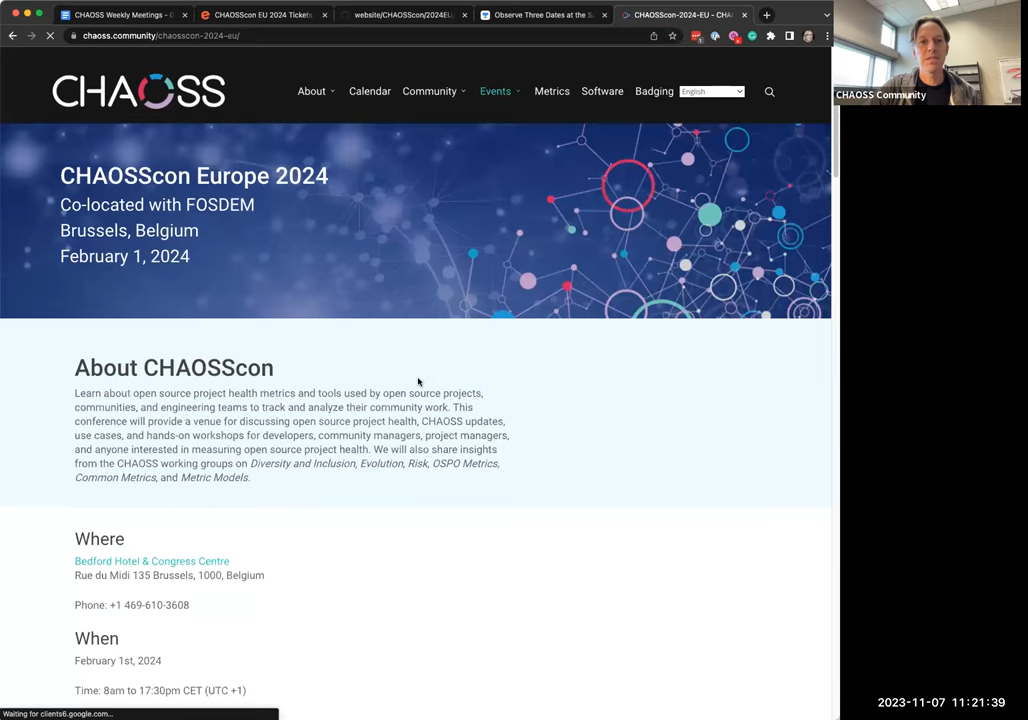 CHAOSS Weekly Meetings - G
CHAOSScon EU 2024 Tickets,
website/CHAOSScon/2024EU
Observe Three Dates at the S
CHAOSScon-2024-EU - CHA
chaoss.community/chaosscon-2024-eu/
CHAOSS
About
Calendar
Community
Events
Metrics
Software
Badging
English
CHAOSS Community
CHAOSScon Europe 2024
Co-located with FOSDEM
Brussels, Belgium
February 1, 2024
About CHAOSScon
Learn about open source project health metrics and tools used by open source projects,
communities, and engineering teams to track and analyze their community work. This
conference will provide a venue for discussing open source project health, CHAOSS updates,
use cases, and hands-on workshops for developers, community managers, project managers,
and anyone interested in measuring open source project health. We will also share insights
from the CHAOSS working groups on Diversity and Inclusion, Evolution, Risk, OSPO Metrics,
Common Metrics, and Metric Models.
Where
Bedford Hotel & Congress Centre
Rue du Midi 135 Brussels, 1000, Belgium
Phone: +1 469-610-3608
When
February 1st, 2024
Time: 8am to 17:30pm CET (UTC +1)
Waiting for clients6.google.com...
2023-11-07 11:21:39